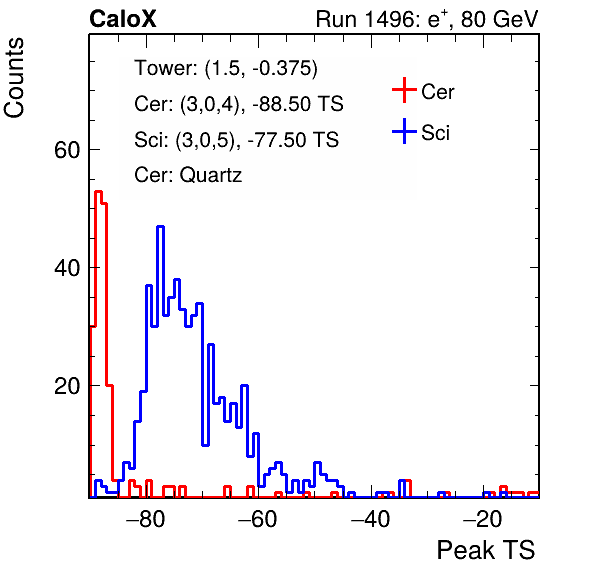 CaloX Run 1496: e⁺, 80 GeV
Counts
Tower: (1.5, -0.375)
Cer: (3,0,4), -88.50 TS
Sci: (3,0,5), -77.50 TS
Cer: Quartz
Cer
Sci
60
40
20
−80 −60 −40 −20
Peak TS